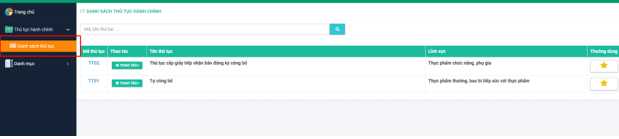 Trang chủ
DANH SÁCH THỦ TỤC HÀNH CHÍNH
Thủ tục hành chính
Mã, tên thủ tục ...
Danh sách thủ tục
Danh mục
Mã thủ tục Thao tác Tên thủ tục Lĩnh vực Thường dùng
TT02 THAO TÁC Thủ tục cấp giấy tiếp nhận bản đăng ký công bố Thực phẩm chức năng, phụ gia
TT01 THAO TÁC Tự công bố Thực phẩm thường, bao bì tiếp xúc với thực phẩm